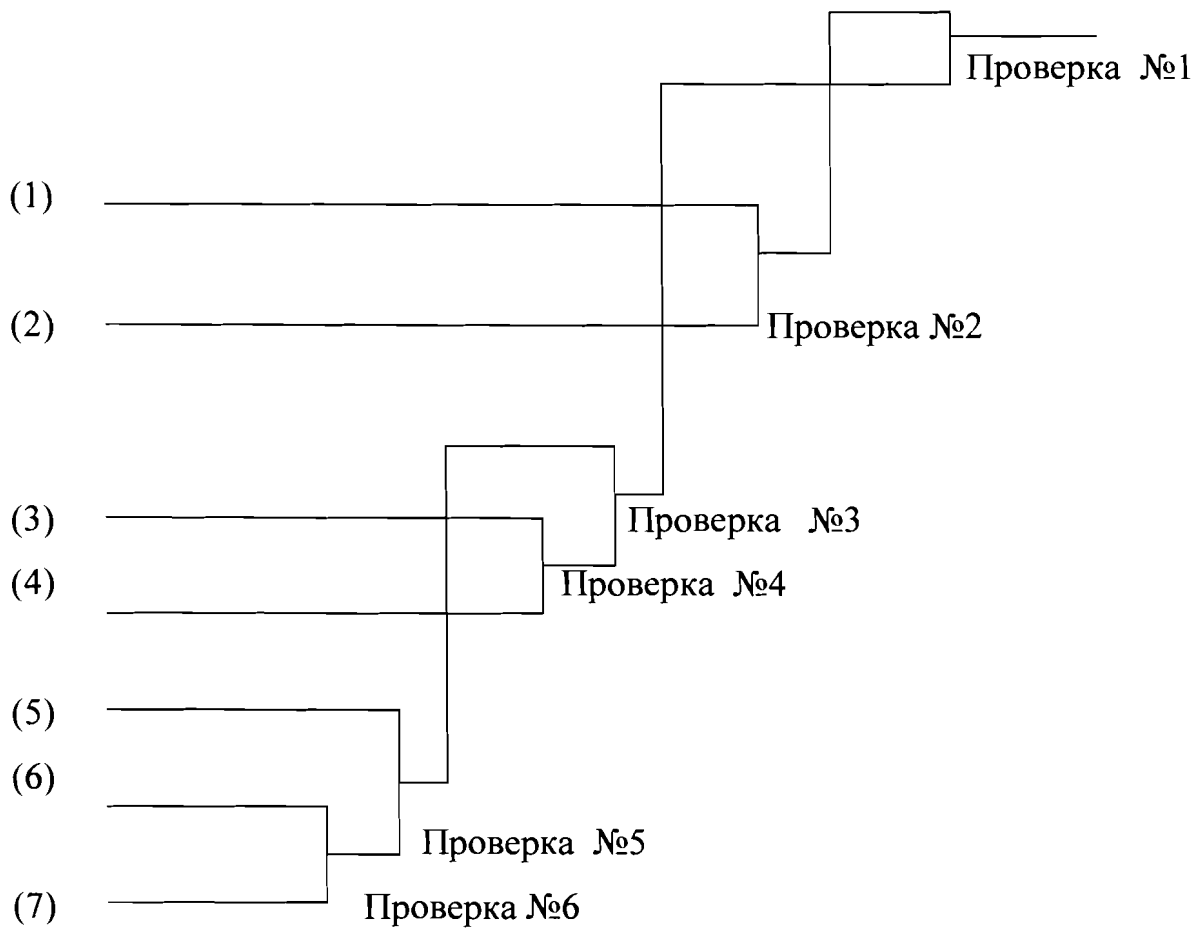 Проверка №1
(1)
(2)
Проверка №2
(3)
Проверка №3
(4)
Проверка №4
(5)
(6)
Проверка №5
(7)
Проверка №6